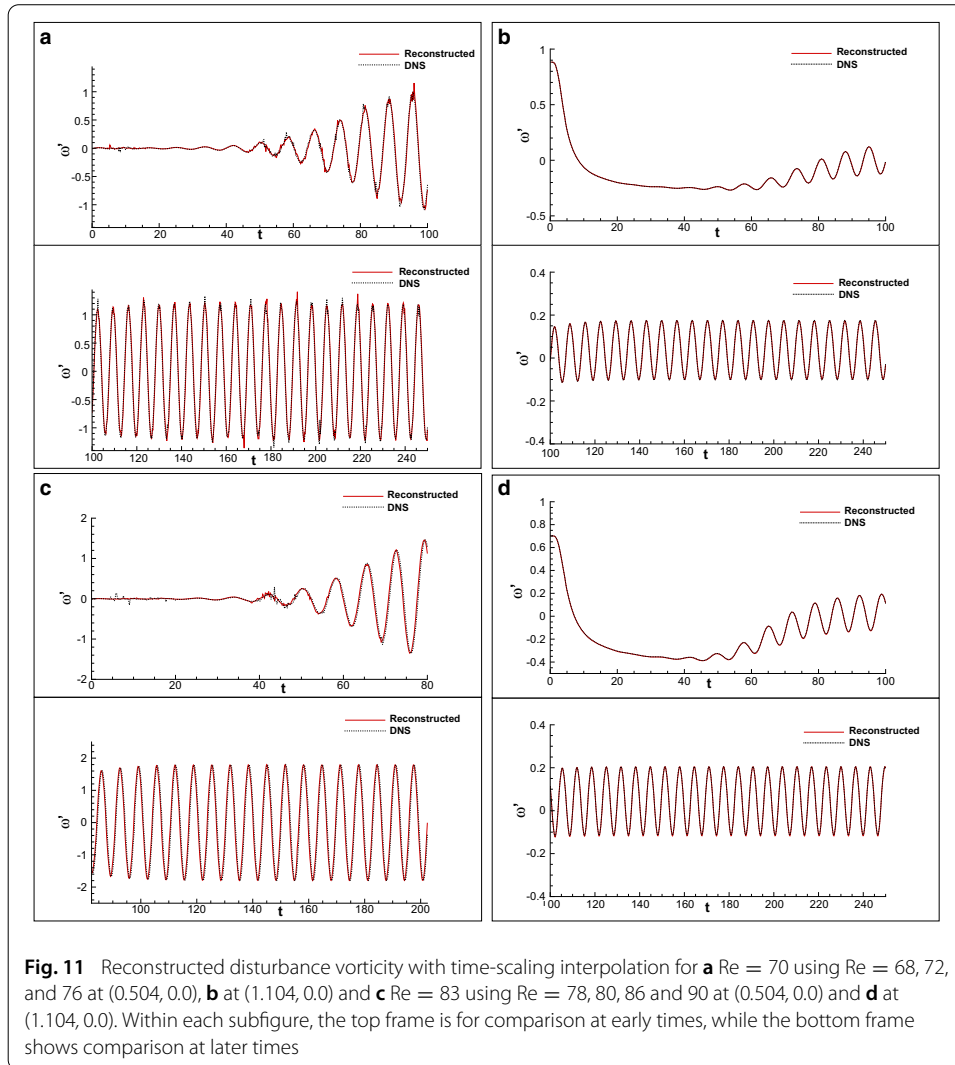 a
Reconstructed
DNS
1
0.5
0
-0.5
-1
ω'
0 20 40 60 80 100
t
Reconstructed
DNS
1
0.5
0
-0.5
-1
ω'
100 120 140 160 180 200 220 240
t
b
Reconstructed
DNS
1
0.5
0
-0.5
ω'
0 20 40 60 80 100
t
Reconstructed
DNS
0.4
0.2
0
-0.2
-0.4
ω'
100 120 140 160 180 200 220 240
t
c
Reconstructed
DNS
2
1
0
-1
-2
ω'
0 20 40 60 80
t
Reconstructed
DNS
2
1
0
-1
-2
ω'
100 120 140 160 180 200
t
d
Reconstructed
DNS
1
0.8
0.6
0.4
0.2
0
-0.2
-0.4
ω'
0 20 40 60 80 100
t
Reconstructed
DNS
0.4
0.2
0
-0.2
-0.4
ω'
100 120 140 160 180 200 220 240
t
Fig. 11 Reconstructed disturbance vorticity with time-scaling interpolation for a Re = 70 using Re = 68, 72,
and 76 at (0.504, 0.0), b at (1.104, 0.0) and c Re = 83 using Re = 78, 80, 86 and 90 at (0.504, 0.0) and d at
(1.104, 0.0). Within each subfigure, the top frame is for comparison at early times, while the bottom frame
shows comparison at later times